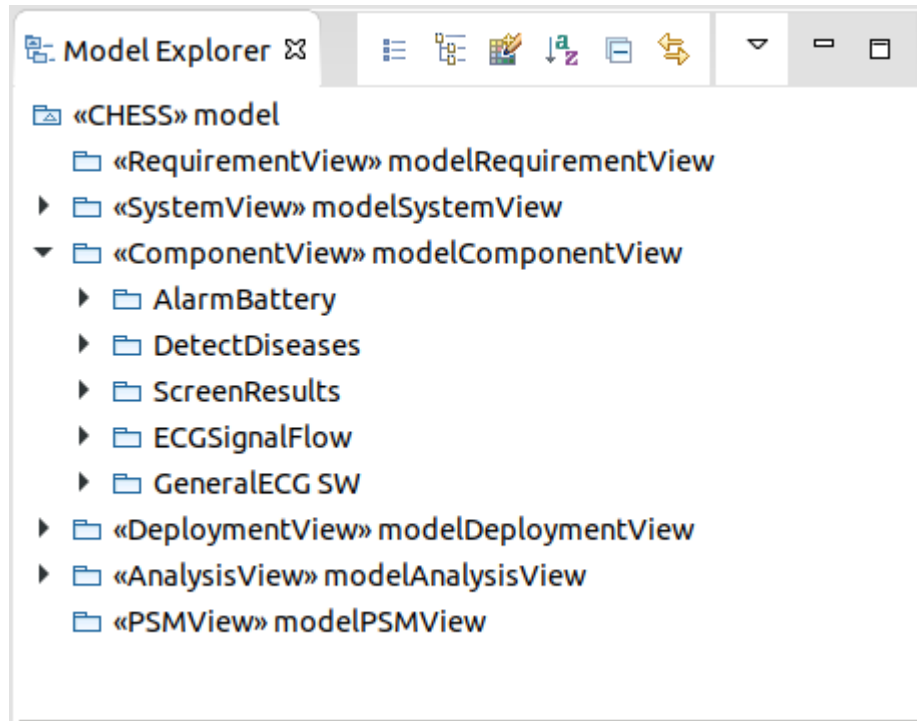 Model Explorer
«CHESS» model
«RequirementView» modelRequirementView
«SystemView» modelSystemView
«ComponentView» modelComponentView
AlarmBattery
DetectDiseases
ScreenResults
ECGSignalFlow
GeneralECG SW
«DeploymentView» modelDeploymentView
«AnalysisView» modelAnalysisView
«PSMView» modelPSMView